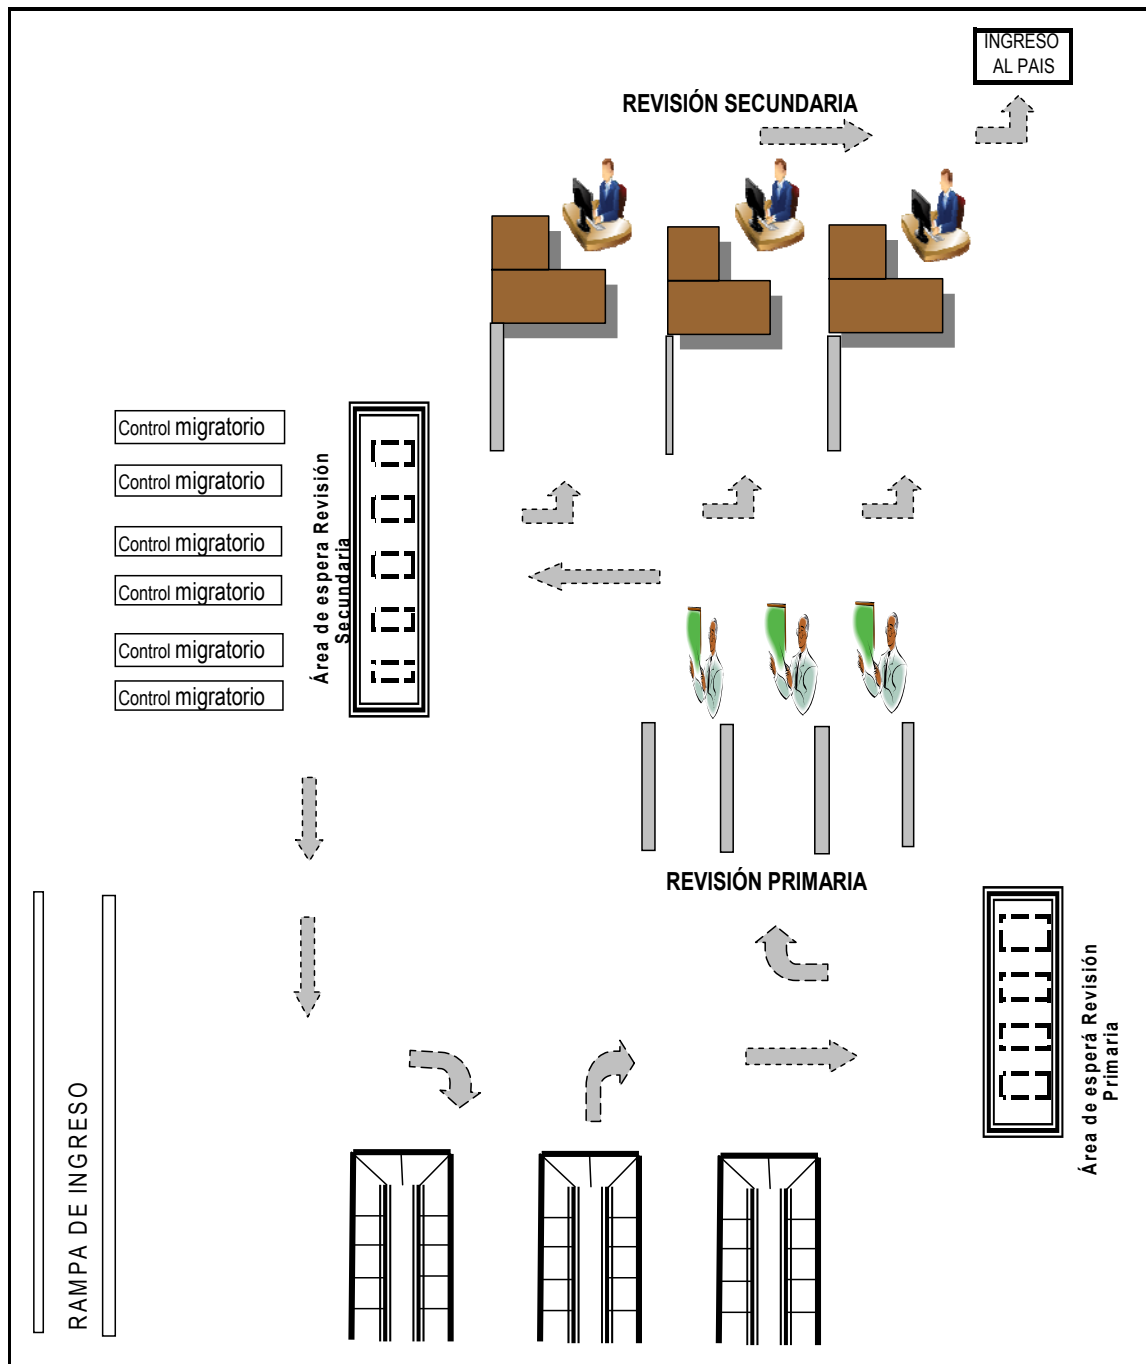 INGRESO
AL PAIS
REVISIÓN SECUNDARIA
Control migratorio
Control migratorio
Control migratorio
Control migratorio
Control migratorio
Control migratorio
Área de espera Revisión
Secundaria
REVISIÓN PRIMARIA
Área de esperá Revisión
Primaria
RAMPA DE INGRESO